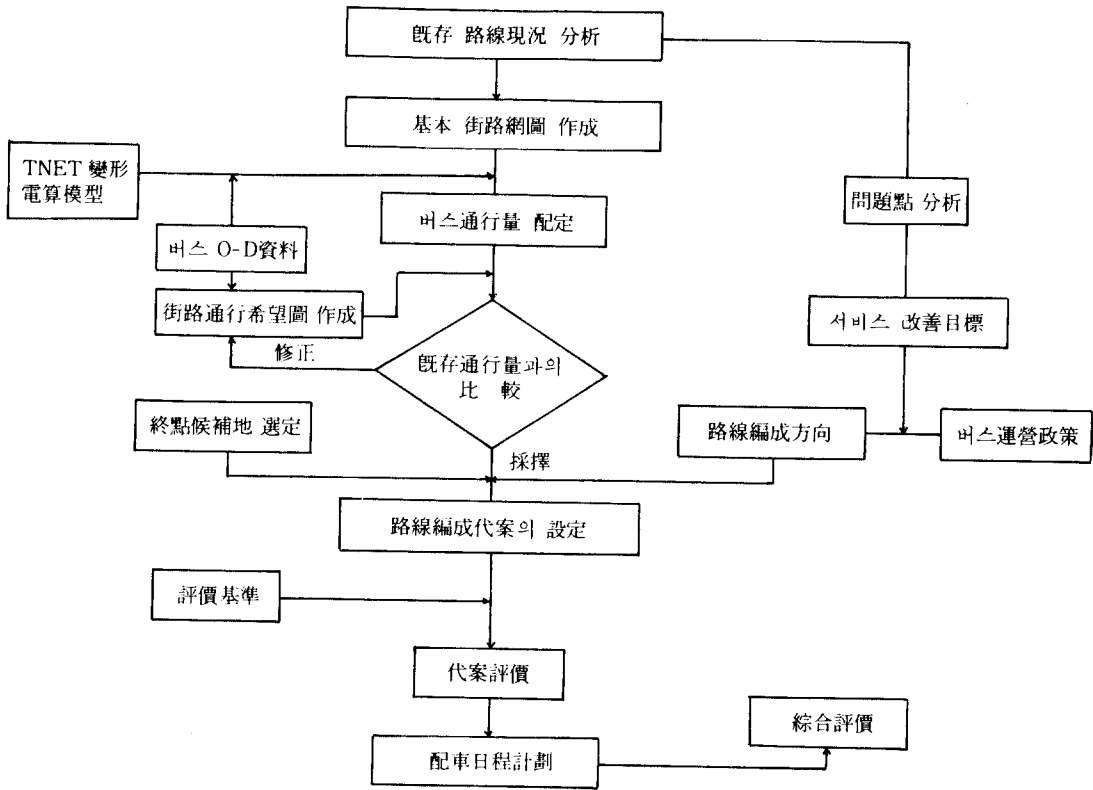 旣存 路線現況 分析
基本 街路網圖 作成
TNET 變形
電算模型
問題點 分析
버스通行量 配定
버스 O-D資料
街路通行希望圖 作成
서비스 改善目標
修正
旣存通行量과의
比 較
終點候補地 選定
路線編成方向
버스運營政策
採擇
路線編成代案의 設定
評價基準
代案評價
綜合評價
配車日程計劃